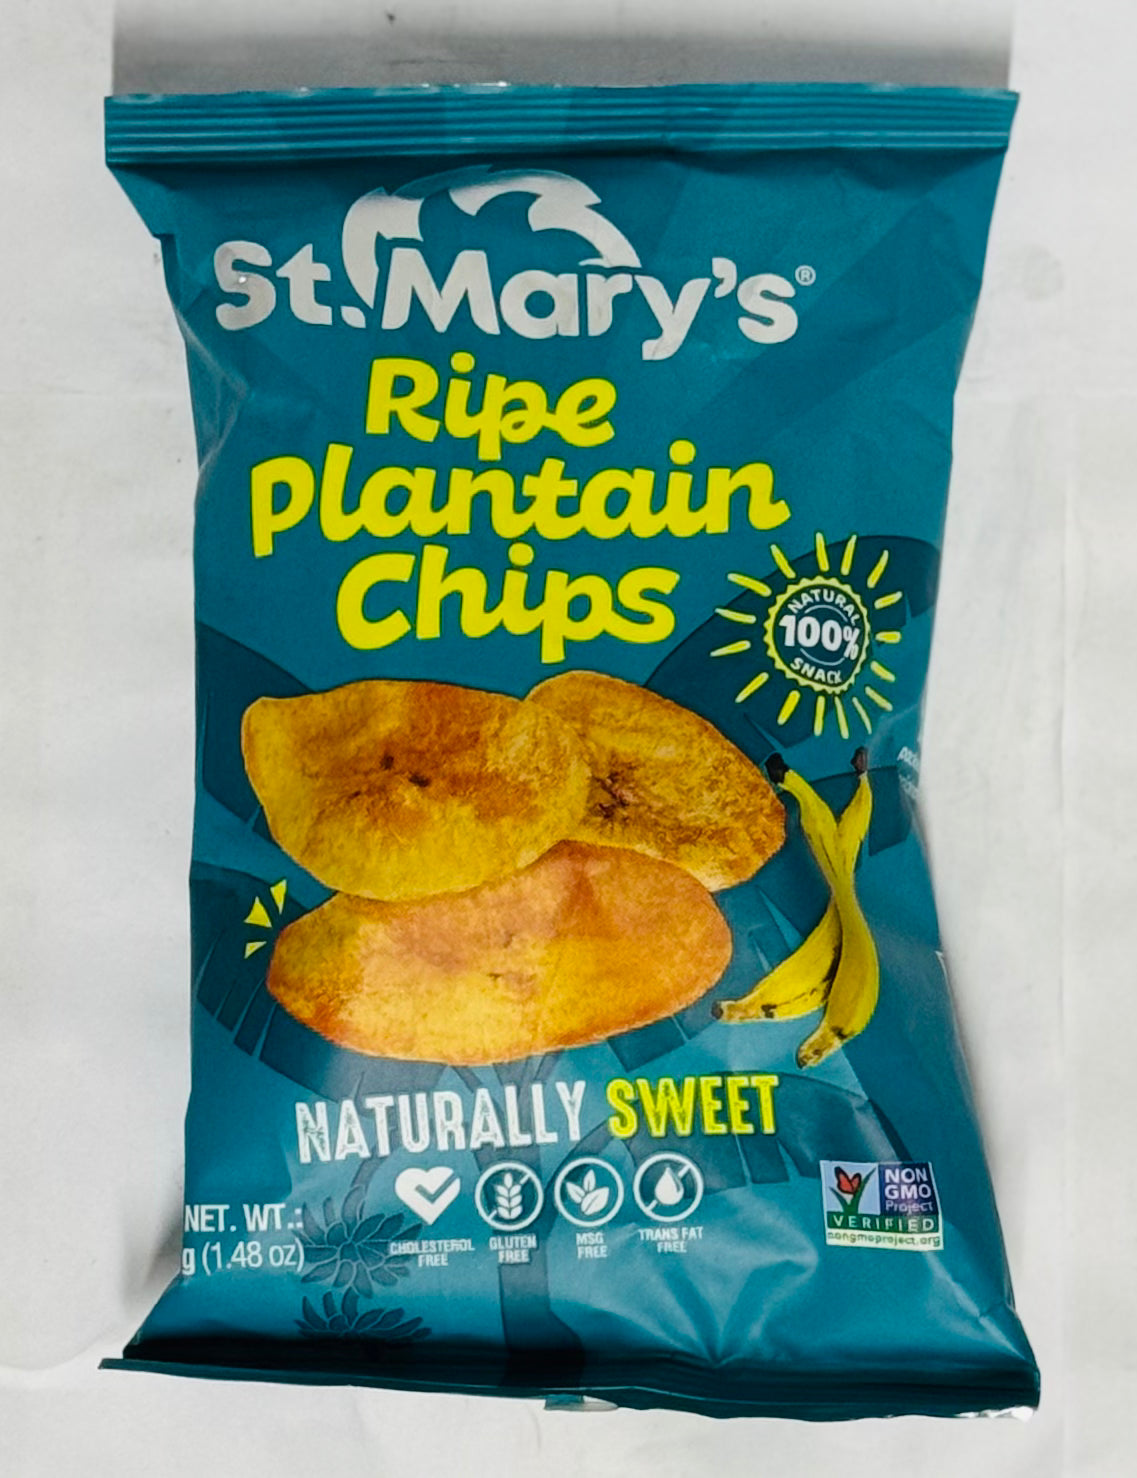 St. Mary's®
Ripe
Plantain
Chips
NATURAL
100%
SNACK
NATURALLY SWEET
NET. WT.:
g (1.48 oz)
CHOLESTEROL
FREE
GLUTEN
FREE
MSG
FREE
TRANS FAT
FREE
NON
GMO
Project
VERIFIED
nongmoproject.org